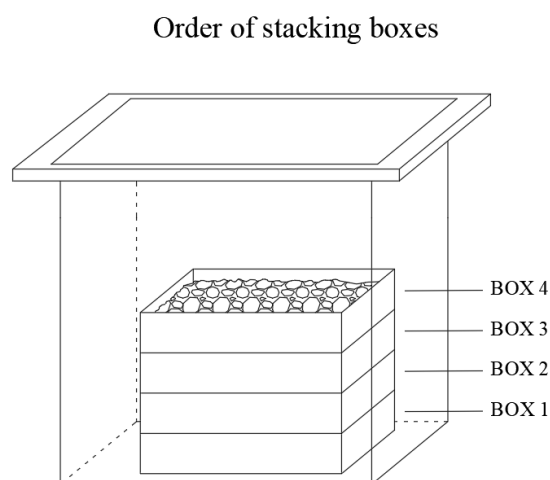 Order of stacking boxes
BOX 4
BOX 3
BOX 2
BOX 1